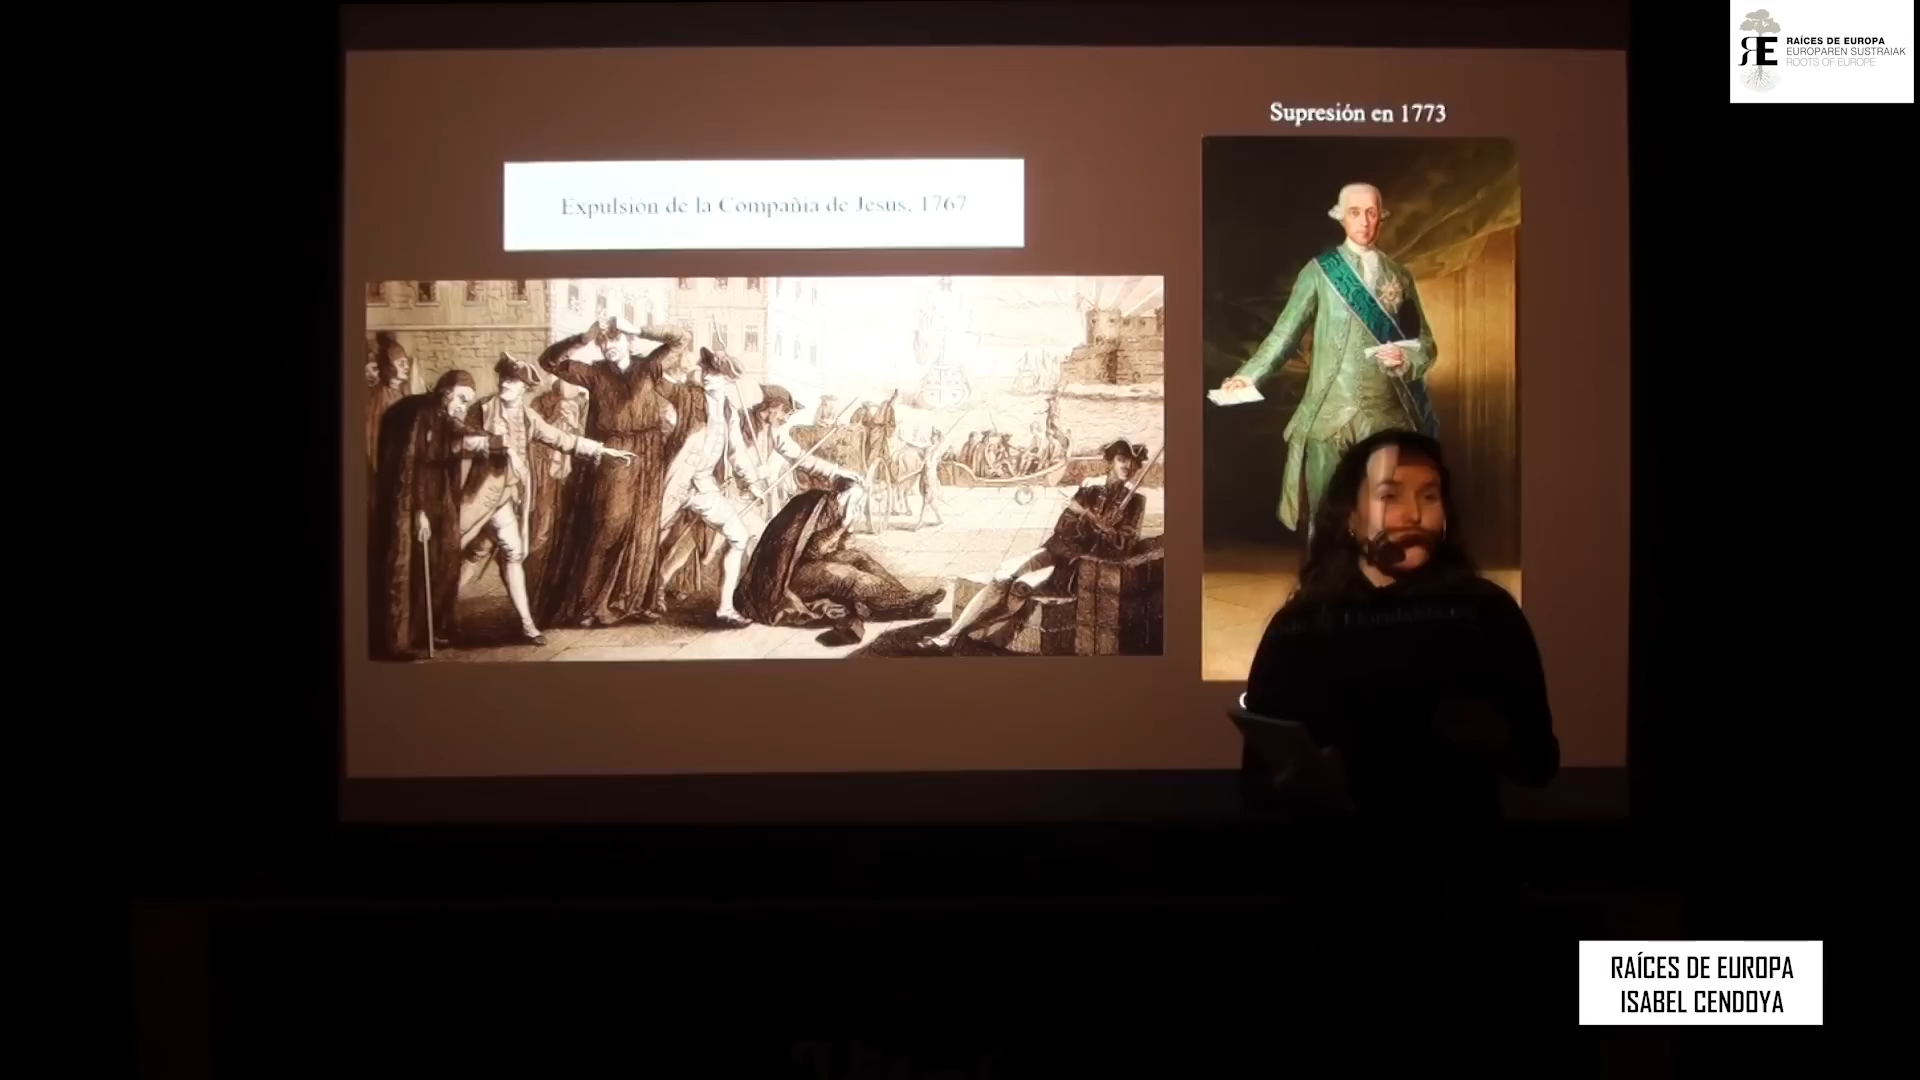 RAÍCES DE EUROPA
EUROPAREN SUSTRAIAK
ROOTS OF EUROPE
Supresión en 1773
Expulsión de la Compañia de Jesus, 1767
RAÍCES DE EUROPA
ISABEL CENDOYA